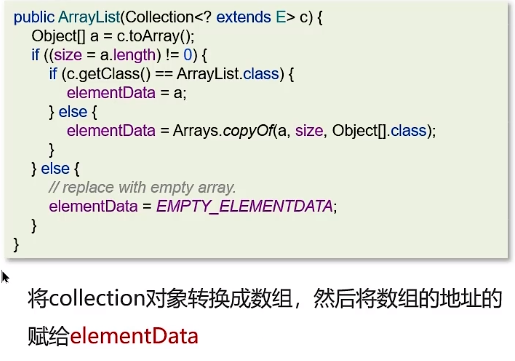 public ArrayList(Collection<? extends E> c) {
Object[] a = c.toArray();
if ((size = a.length) != 0) {
if (c.getClass() == ArrayList.class) {
elementData = a;
} else {
elementData = Arrays.copyOf(a, size, Object[].class);
}
} else {
// replace with empty array.
elementData = EMPTY_ELEMENTDATA;
}
}
将collection对象转换成数组，然后将数组的地址的
赋给elementData